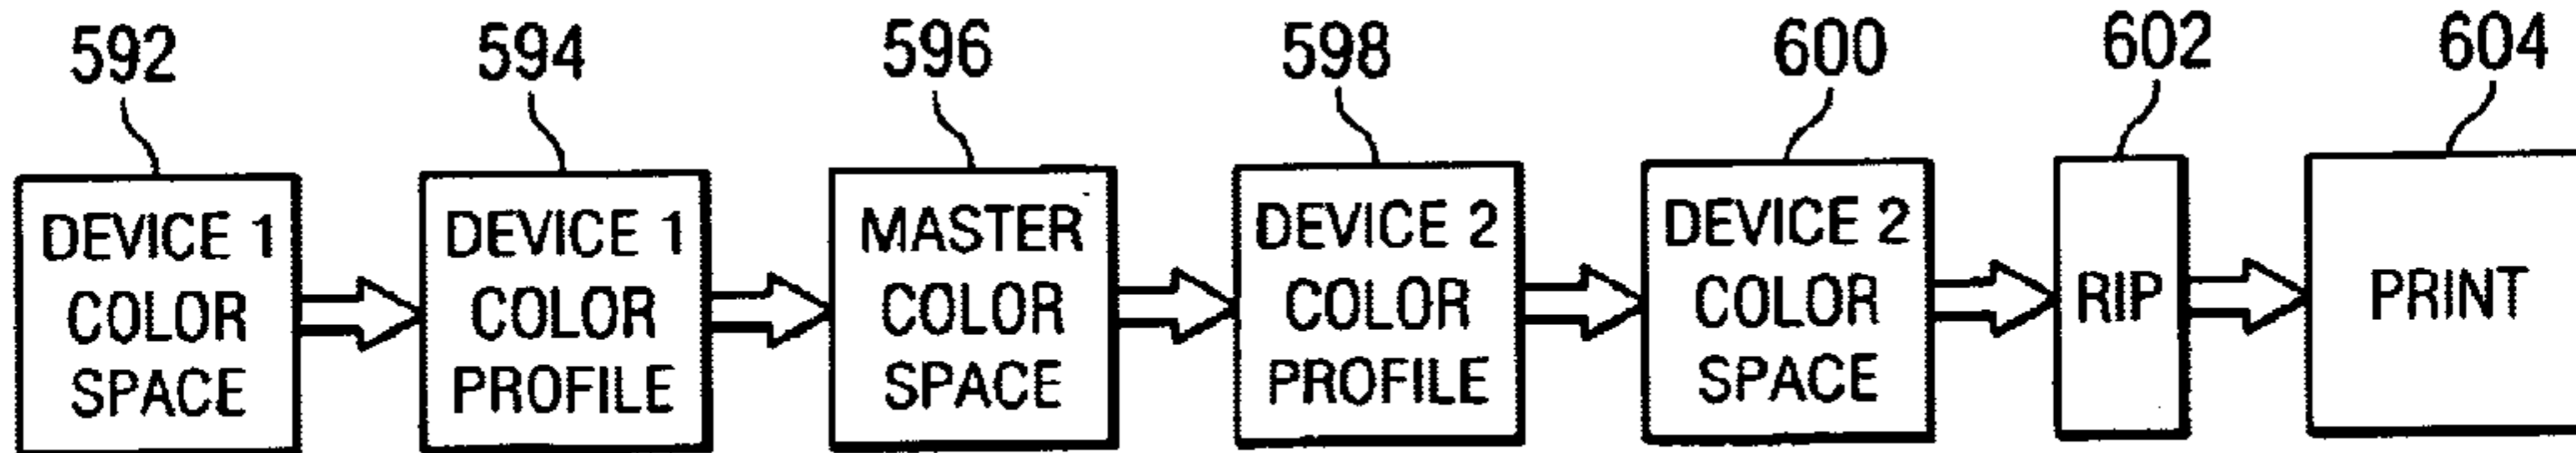 592 594 596 598 600 602 604
DEVICE 1
COLOR
SPACE
DEVICE 1
COLOR
PROFILE
MASTER
COLOR
SPACE
DEVICE 2
COLOR
PROFILE
DEVICE 2
COLOR
SPACE
RIP
PRINT